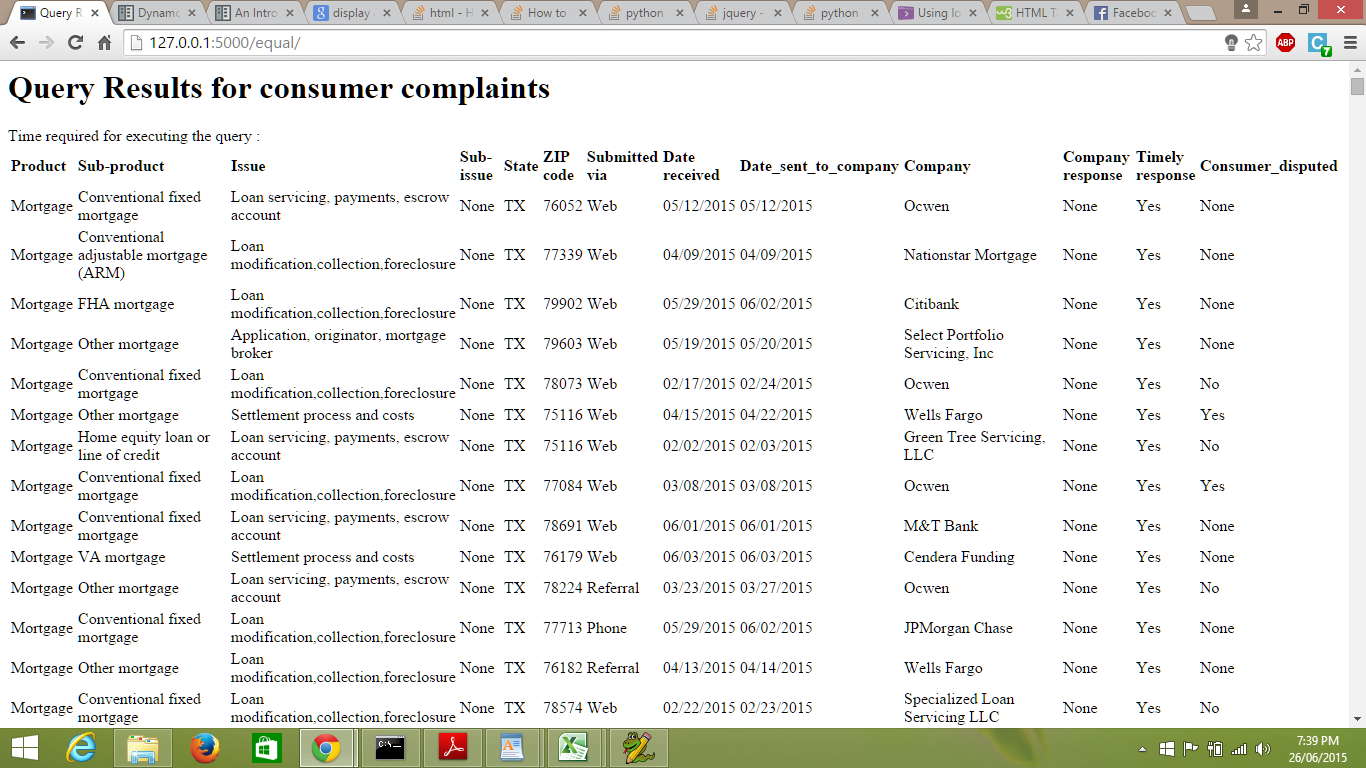 Query R
Dynamo
An Intro
display
html - H
How to
python
jquery -
python
Using lo
HTML T
Faceboo
127.0.0.1:5000/equal/
ABP
C 7
Query Results for consumer complaints
Time required for executing the query :
Product Sub-product Issue Sub-issue State ZIP code Submitted via Date received Date_sent_to_company Company Company response Timely response Consumer_disputed
Mortgage Conventional fixed mortgage Loan servicing, payments, escrow account None TX 76052 Web 05/12/2015 05/12/2015 Ocwen None Yes None
Mortgage Conventional adjustable mortgage (ARM) Loan modification,collection,foreclosure None TX 77339 Web 04/09/2015 04/09/2015 Nationstar Mortgage None Yes None
Mortgage FHA mortgage Loan modification,collection,foreclosure None TX 79902 Web 05/29/2015 06/02/2015 Citibank None Yes None
Mortgage Other mortgage Application, originator, mortgage broker None TX 79603 Web 05/19/2015 05/20/2015 Select Portfolio Servicing, Inc None Yes None
Mortgage Conventional fixed mortgage Loan modification,collection,foreclosure None TX 78073 Web 02/17/2015 02/24/2015 Ocwen None Yes No
Mortgage Other mortgage Settlement process and costs None TX 75116 Web 04/15/2015 04/22/2015 Wells Fargo None Yes Yes
Mortgage Home equity loan or line of credit Loan servicing, payments, escrow account None TX 75116 Web 02/02/2015 02/03/2015 Green Tree Servicing, LLC None Yes No
Mortgage Conventional fixed mortgage Loan modification,collection,foreclosure None TX 77084 Web 03/08/2015 03/08/2015 Ocwen None Yes Yes
Mortgage Conventional fixed mortgage Loan servicing, payments, escrow account None TX 78691 Web 06/01/2015 06/01/2015 M&T Bank None Yes None
Mortgage VA mortgage Settlement process and costs None TX 76179 Web 06/03/2015 06/03/2015 Cendera Funding None Yes None
Mortgage Other mortgage Loan servicing, payments, escrow account None TX 78224 Referral 03/23/2015 03/27/2015 Ocwen None Yes No
Mortgage Conventional fixed mortgage Loan modification,collection,foreclosure None TX 77713 Phone 05/29/2015 06/02/2015 JPMorgan Chase None Yes None
Mortgage Other mortgage Loan modification,collection,foreclosure None TX 76182 Referral 04/13/2015 04/14/2015 Wells Fargo None Yes None
Mortgage Conventional fixed mortgage Loan modification,collection,foreclosure None TX 78574 Web 02/22/2015 02/23/2015 Specialized Loan Servicing LLC None Yes No
7:39 PM
26/06/2015